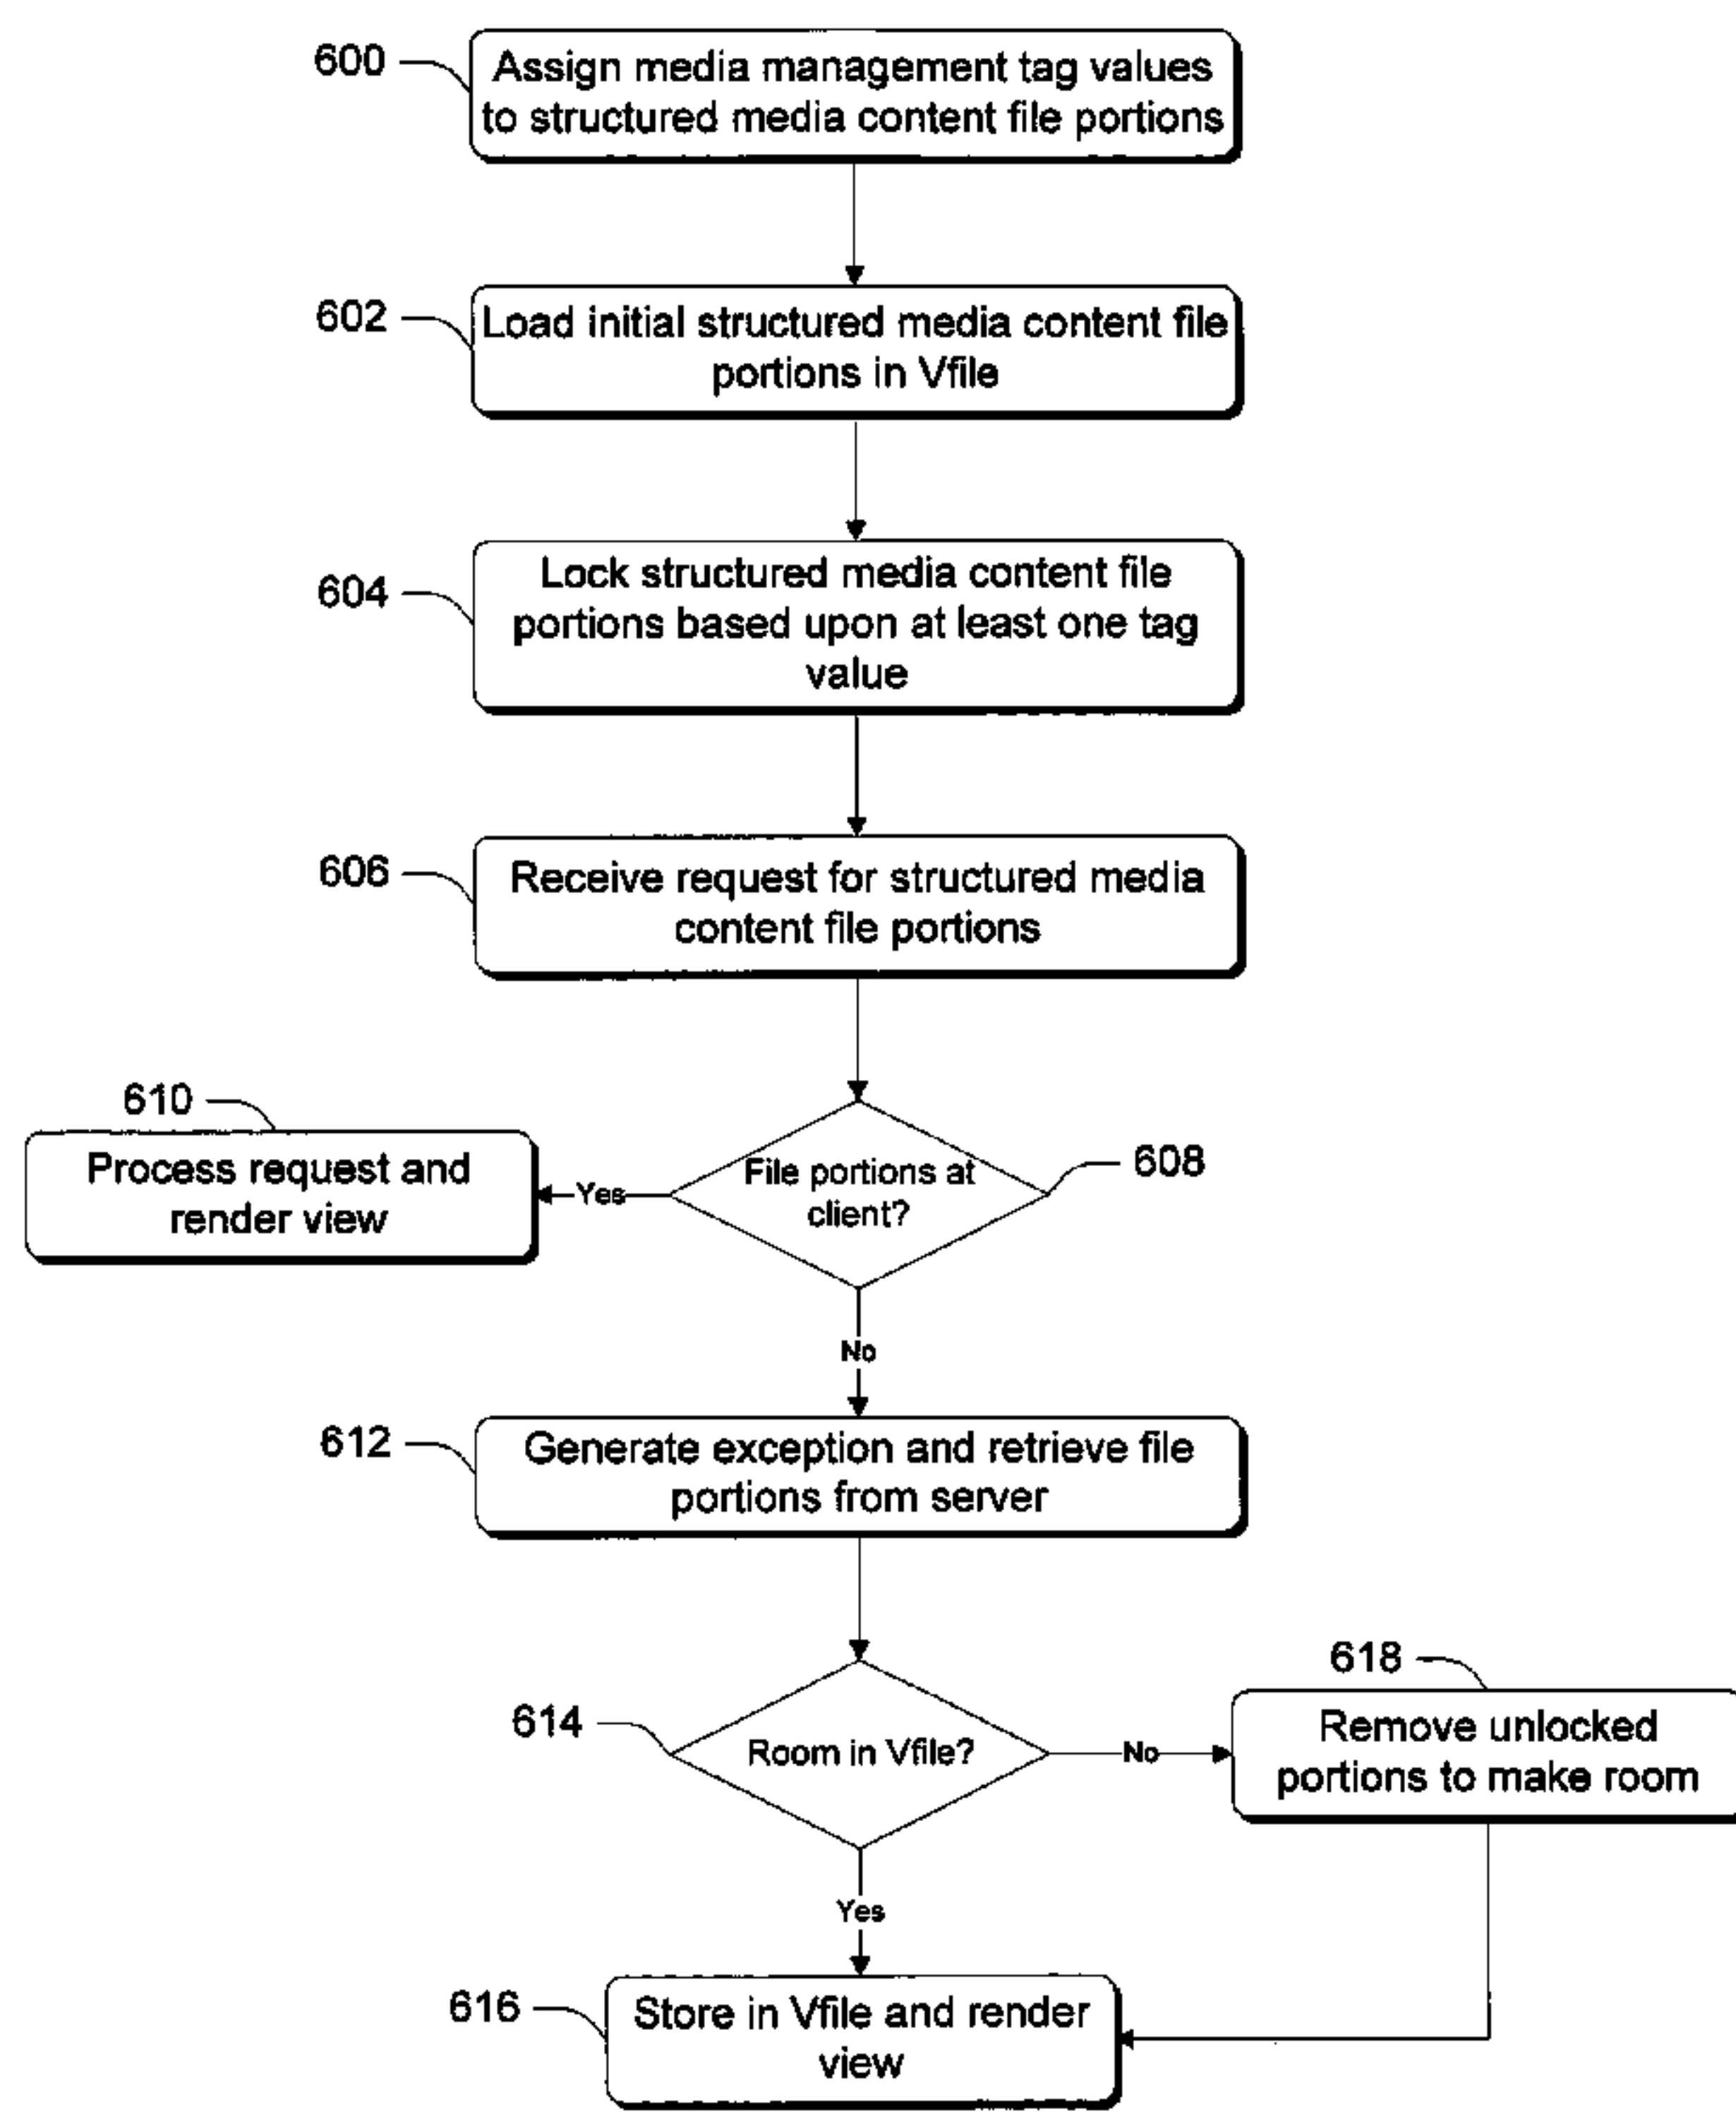 600
Assign media management tag values
to structured media content file portions
602
Load initial structured media content file
portions in Vfile
604
Lock structured media content file
portions based upon at least one tag
value
606
Receive request for structured media
content file portions
610
Process request and
render view
Yes
File portions at
client?
608
No
612
Generate exception and retrieve file
portions from server
614
Room in Vfile?
No
618
Remove unlocked
portions to make room
Yes
616
Store in Vfile and render
view